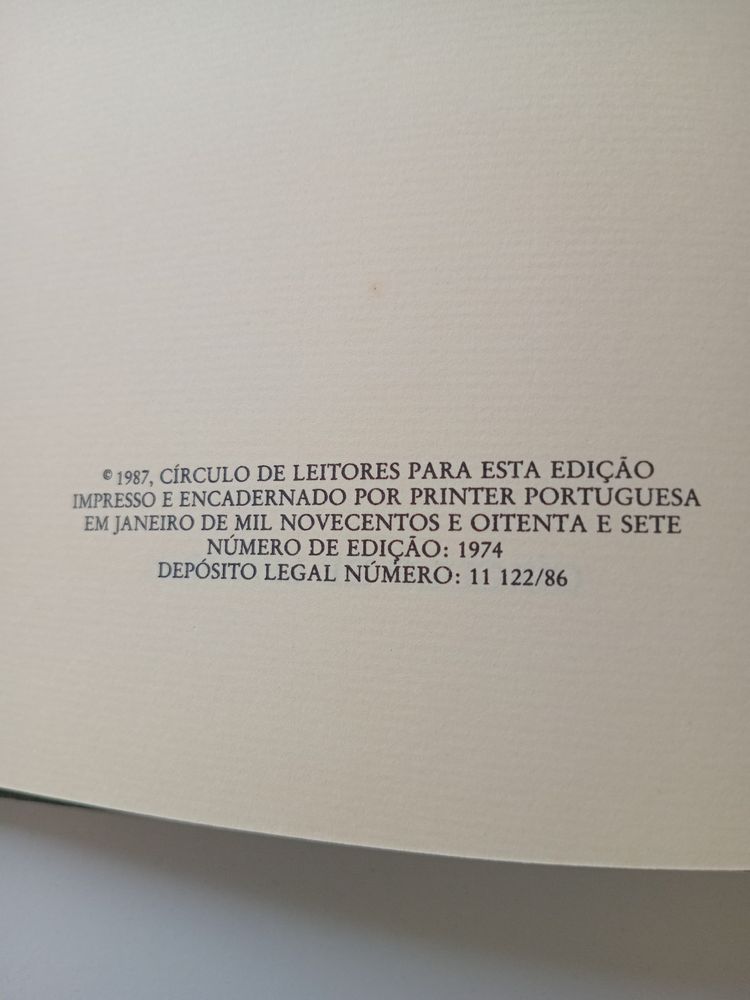 © 1987, CÍRCULO DE LEITORES PARA ESTA EDIÇÃO
IMPRESSO E ENCADERNADO POR PRINTER PORTUGUESA
EM JANEIRO DE MIL NOVECENTOS E OITENTA E SETE
NÚMERO DE EDIÇÃO: 1974
DEPÓSITO LEGAL NÚMERO: 11 122/86